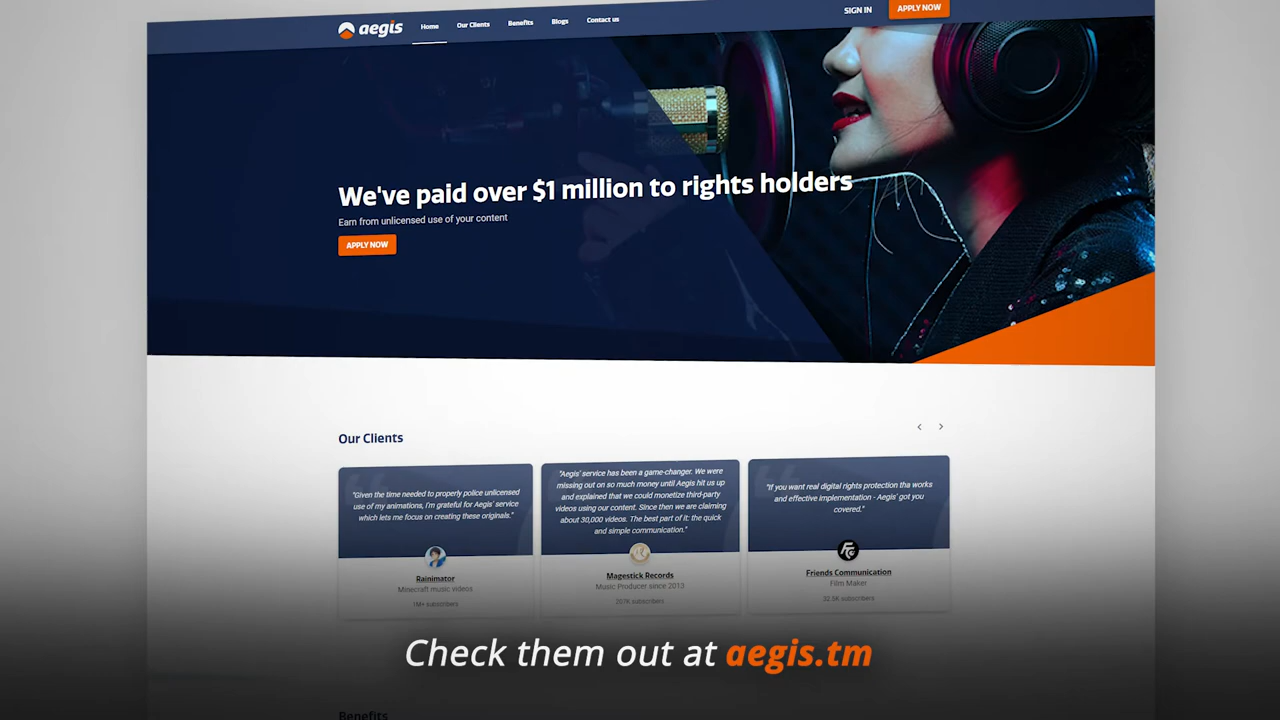 aegis
Home
Our Clients
Benefits
Blogs
Contact us
SIGN IN
APPLY NOW
We've paid over $1 million to rights holders
Earn from unlicensed use of your content
APPLY NOW
Our Clients
"Given the time needed to properly police unlicensed
use of my animations, I'm grateful for Aegis' service
which lets me focus on creating these originals."
Rainimator
Minecraft music videos
1M+ subscribers
"Aegis' service has been a game-changer. We were
missing out on so much money until Aegis hit us up
and explained that we could monetize third-party
videos using our content. Since then we are claiming
about 30,000 videos. The best part of it: the quick
and simple communication."
Magestick Records
Music Producer since 2013
257K subscribers
"If you want real digital rights protection tha works
and effective implementation - Aegis' got you
covered."
Friends Communication
Film Maker
32.5K subscribers
Check them out at aegis.tm
Benefits